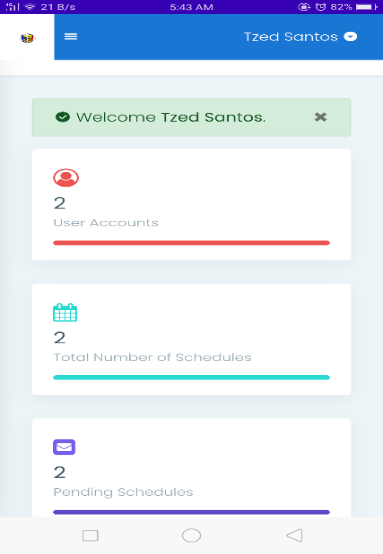 21 B/s
5:43 AM
82%
Tzed Santos
Welcome Tzed Santos.
2
User Accounts
2
Total Number of Schedules
2
Pending Schedules